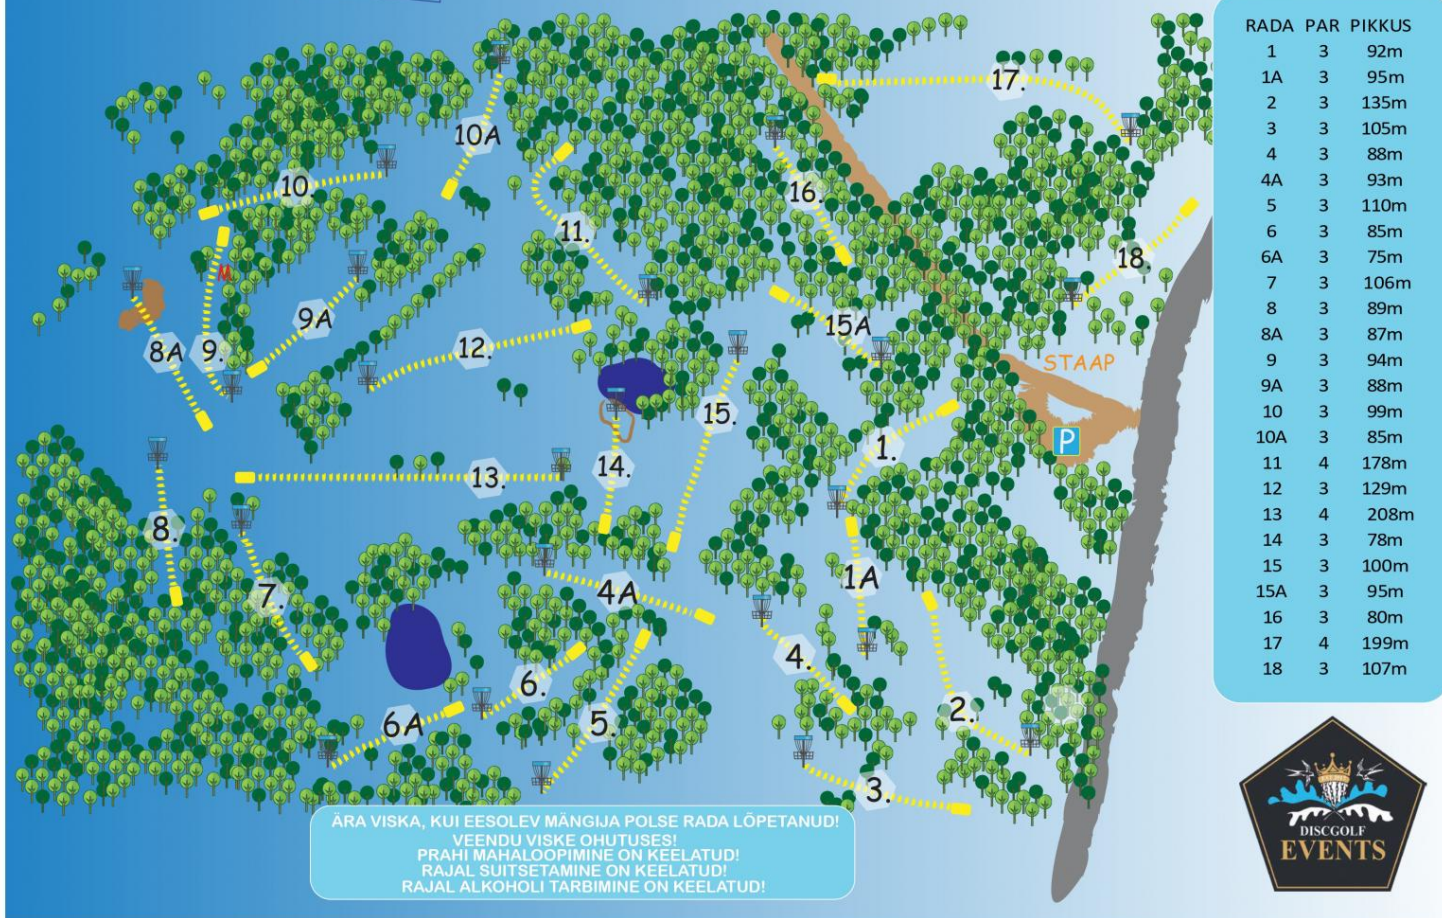 RADA PAR PIKKUS
1 3 92m
1A 3 95m
2 3 135m
3 3 105m
4 3 88m
4A 3 93m
5 3 110m
6 3 85m
6A 3 75m
7 3 106m
8 3 89m
8A 3 87m
9 3 94m
9A 3 88m
10 3 99m
10A 3 85m
11 4 178m
12 3 129m
13 4 208m
14 3 78m
15 3 100m
15A 3 95m
16 3 80m
17 4 199m
18 3 107m
17.
10A
10
16.
11.
18.
M
9A
15A
8A
9.
12.
STAAP
15.
P
1.
14.
13.
8.
1A
7.
4A
4.
6.
2.
5.
6A
3.
ÄRA VISKA, KUI EESOLEV MÄNGIJA POLSE RADA LÕPETANUD!
VEENDU VISKE OHUTUSES!
PRAHI MAHALOOPIMINE ON KEELATUD!
RAJAL SUITSETAMINE ON KEELATUD!
RAJAL ALKOHOLI TARBIMINE ON KEELATUD!
DISCGOLF
EVENTS